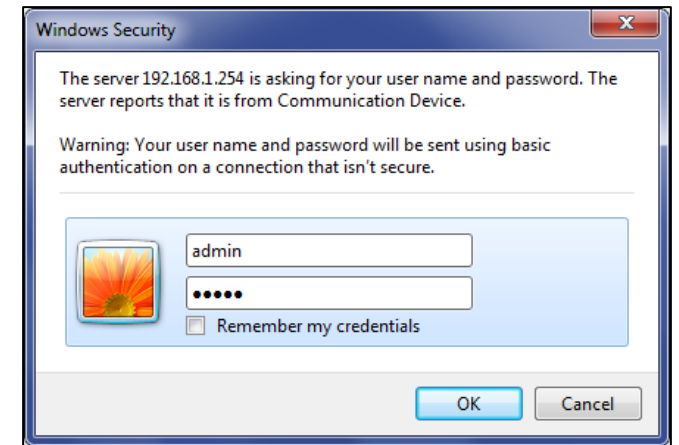 Windows Security
The server 192.168.1.254 is asking for your user name and password. The
server reports that it is from Communication Device.
Warning: Your user name and password will be sent using basic
authentication on a connection that isn't secure.
admin
●●●●●
Remember my credentials
OK Cancel